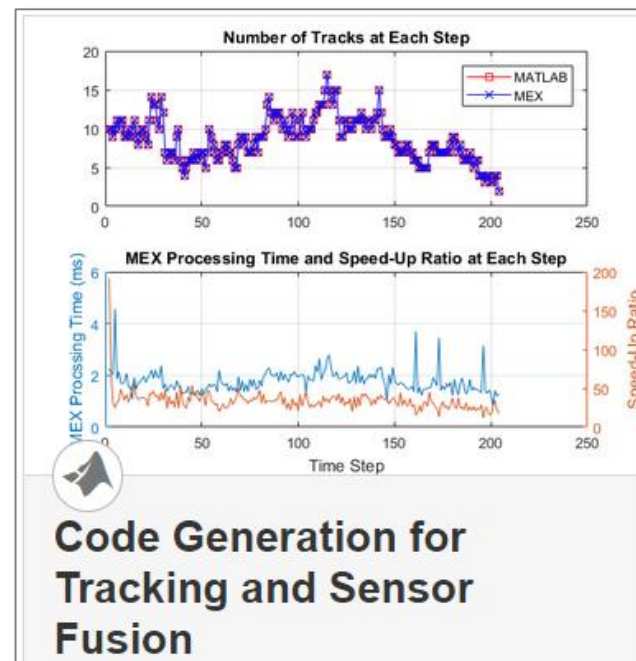 Number of Tracks at Each Step
20
15
10
5
0
MATLAB
MEX
0 50 100 150 200 250
MEX Processing Time and Speed-Up Ratio at Each Step
MEX Procssing Time (ms)
6
4
2
0
200
150
100
50
0
Speed-Up Ratio
0 50 100 150 200 250
Time Step
Code Generation for
Tracking and Sensor
Fusion